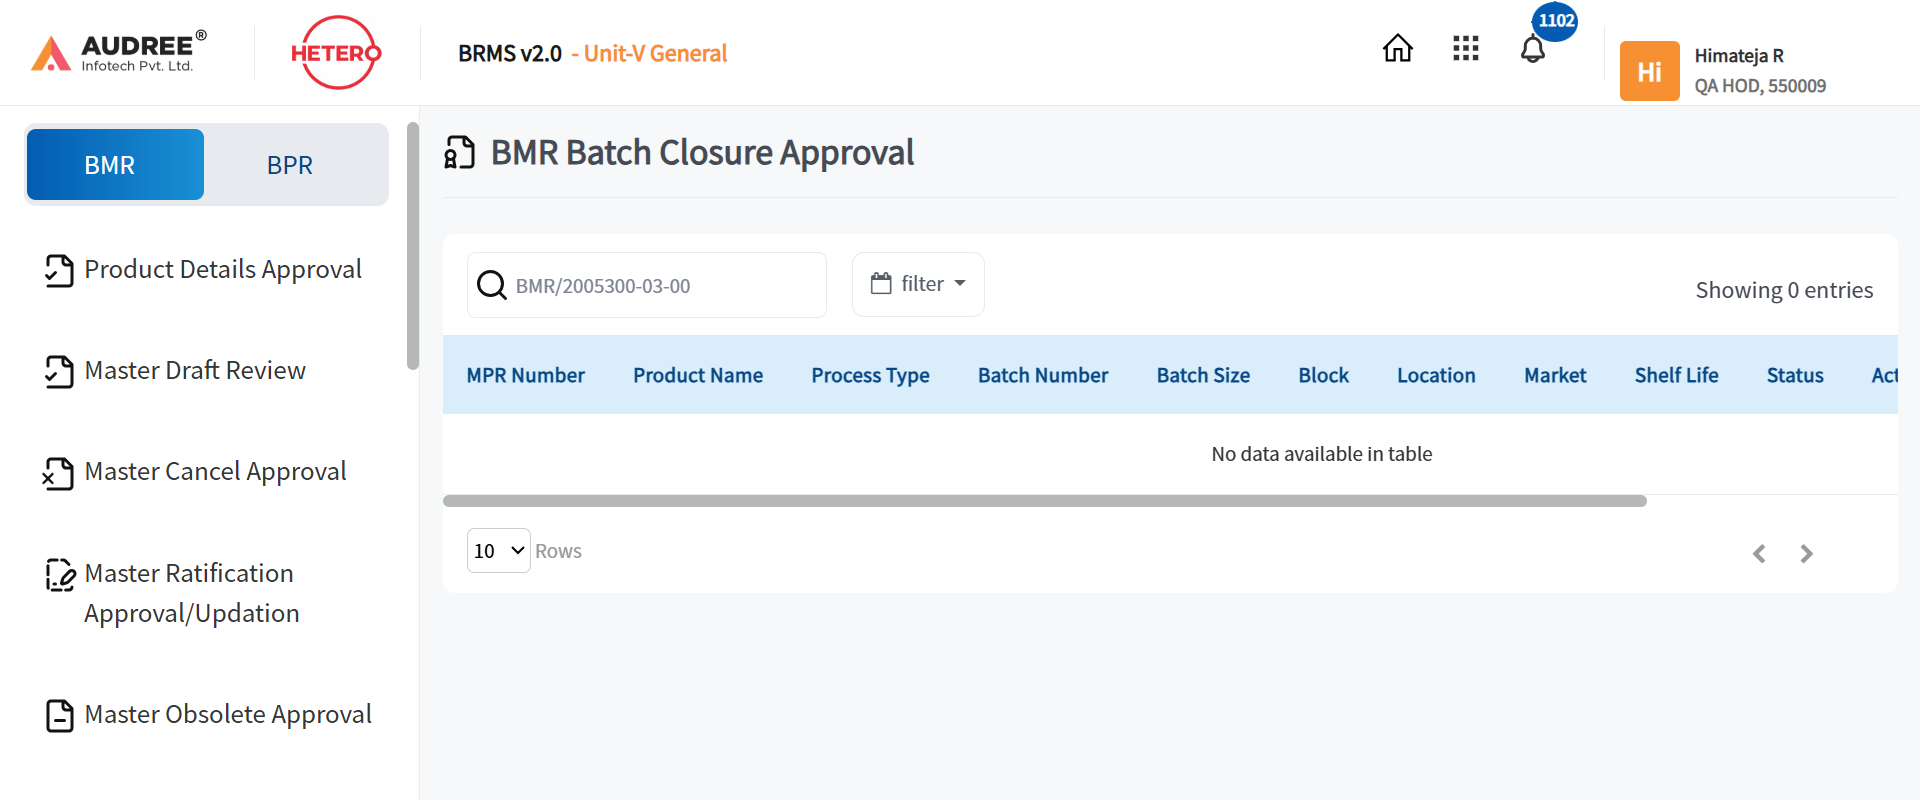 AUDREE®
Infotech Pvt. Ltd.
HETERO
BRMS v2.0 - Unit-V General
1102
Hi
Himateja R
QA HOD, 550009
BMR
BPR
Product Details Approval
Master Draft Review
Master Cancel Approval
Master Ratification
Approval/Updation
Master Obsolete Approval
BMR Batch Closure Approval
BMR/2005300-03-00
filter
Showing 0 entries
MPR Number Product Name Process Type Batch Number Batch Size Block Location Market Shelf Life Status Act
No data available in table
10 Rows